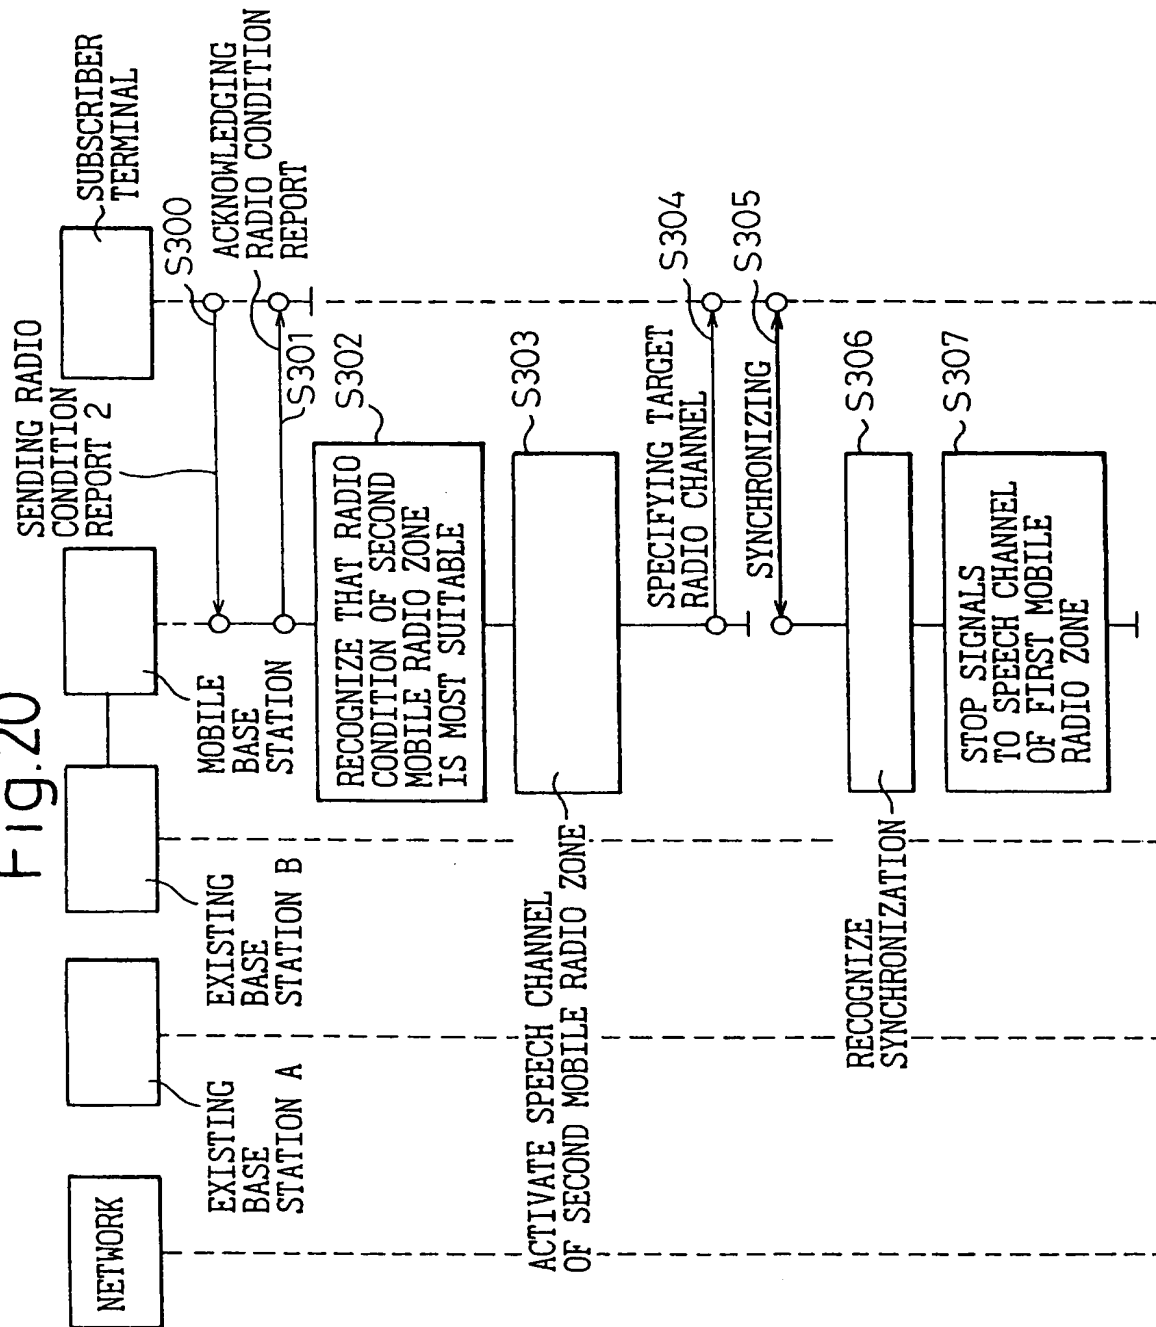 Fig.20
NETWORK
EXISTING
BASE
STATION A
EXISTING
BASE
STATION B
MOBILE
BASE
STATION
SUBSCRIBER
TERMINAL
SENDING RADIO
CONDITION
REPORT 2
S300
ACKNOWLEDGING
RADIO CONDITION
REPORT
S301
RECOGNIZE THAT RADIO
CONDITION OF SECOND
MOBILE RADIO ZONE
IS MOST SUITABLE
S302
ACTIVATE SPEECH CHANNEL
OF SECOND MOBILE RADIO ZONE
S303
SPECIFYING TARGET
RADIO CHANNEL
S304
SYNCHRONIZING
S305
RECOGNIZE
SYNCHRONIZATION
S306
STOP SIGNALS
TO SPEECH CHANNEL
OF FIRST MOBILE
RADIO ZONE
S307